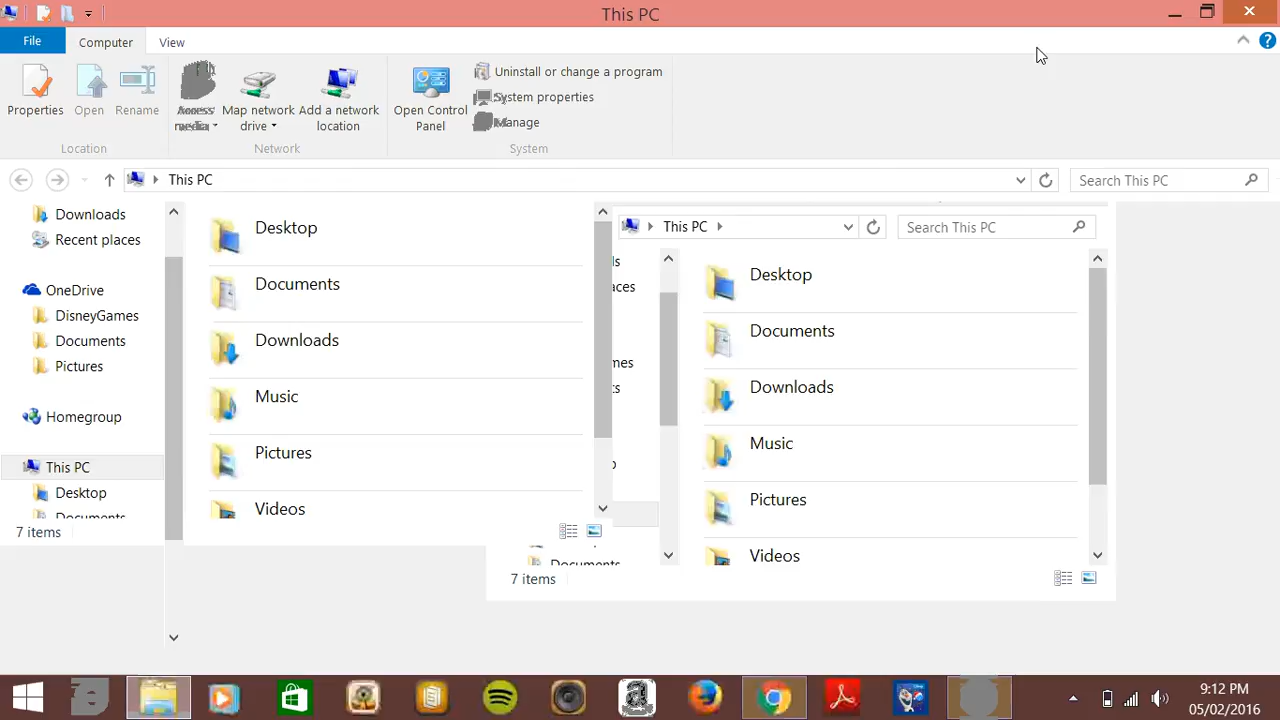 This PC
File
Computer
View
Properties
Open
Rename
Access
media
Map network
drive
Add a network
location
Open Control
Panel
Uninstall or change a program
System properties
Manage
Location
Network
System
This PC
Search This PC
Downloads
Recent places
OneDrive
DisneyGames
Documents
Pictures
Homegroup
This PC
Desktop
Documents
7 items
Desktop
Documents
Downloads
Music
Pictures
Videos
This PC
Search This PC
Desktop
Documents
Downloads
Music
Pictures
Videos
Documents
7 items
9:12 PM
05/02/2016